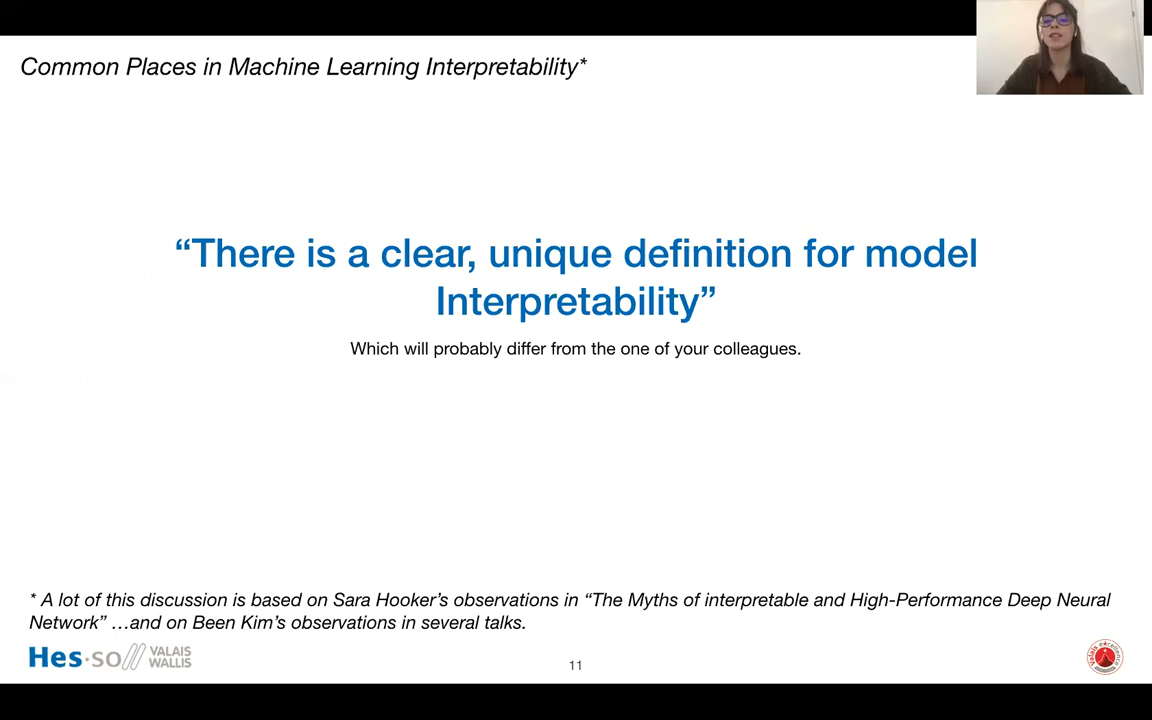 Common Places in Machine Learning Interpretability*
“There is a clear, unique definition for model
Interpretability”
Which will probably differ from the one of your colleagues.
* A lot of this discussion is based on Sara Hooker’s observations in “The Myths of interpretable and High-Performance Deep Neural
Network” …and on Been Kim’s observations in several talks.
Hes·so VALAIS
WALLIS
11
Valais excellence